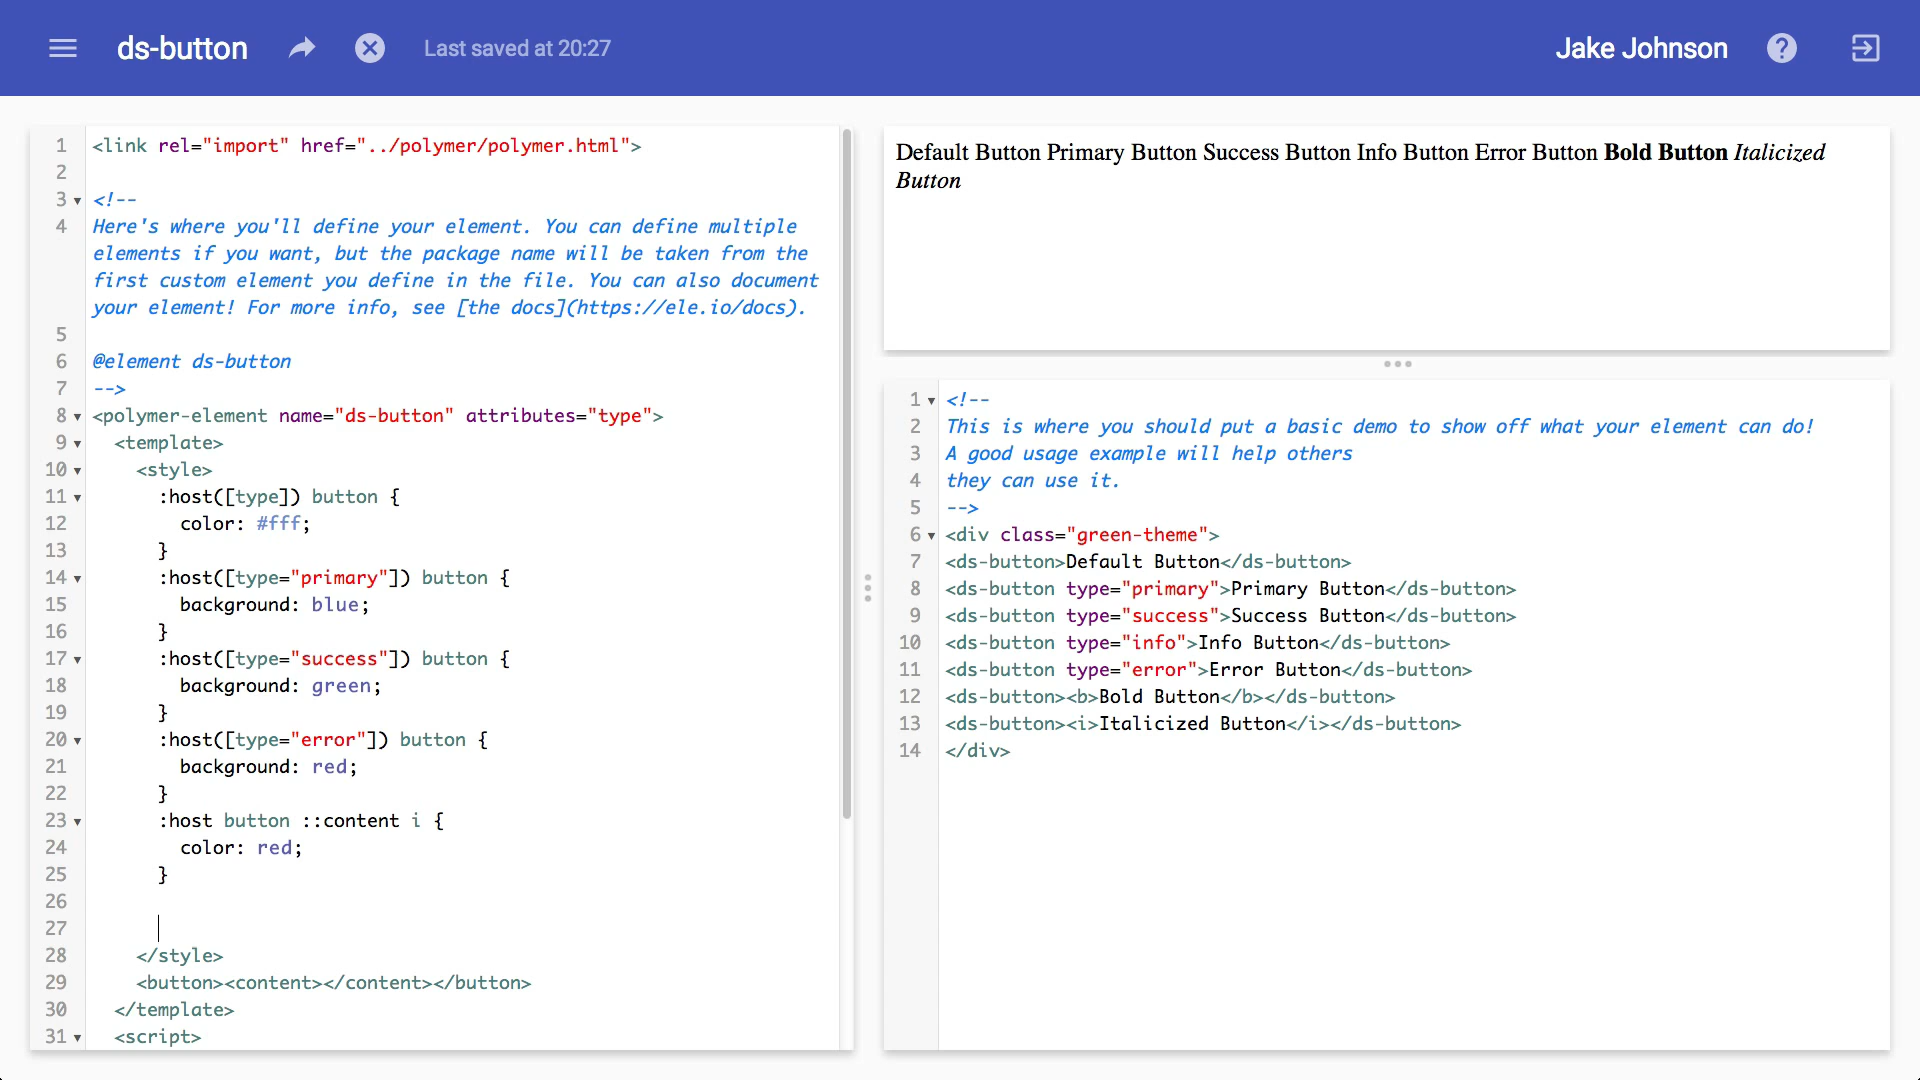 ds-button
Last saved at 20:27
Jake Johnson
?
1 <link rel="import" href="../polymer/polymer.html">
2
3 <!--
4 Here's where you'll define your element. You can define multiple
elements if you want, but the package name will be taken from the
first custom element you define in the file. You can also document
your element! For more info, see [the docs](https://ele.io/docs).
5
6 @element ds-button
7 -->
8 <polymer-element name="ds-button" attributes="type">
9 <template>
10 <style>
11 :host([type]) button {
12 color: #fff;
13 }
14 :host([type="primary"]) button {
15 background: blue;
16 }
17 :host([type="success"]) button {
18 background: green;
19 }
20 :host([type="error"]) button {
21 background: red;
22 }
23 :host button ::content i {
24 color: red;
25 }
26
27
28 </style>
29 <button><content></content></button>
30 </template>
31 <script>
Default Button Primary Button Success Button Info Button Error Button Bold Button Italicized
Button
1 <!--
2 This is where you should put a basic demo to show off what your element can do!
3 A good usage example will help others
4 they can use it.
5 -->
6 <div class="green-theme">
7 <ds-button>Default Button</ds-button>
8 <ds-button type="primary">Primary Button</ds-button>
9 <ds-button type="success">Success Button</ds-button>
10 <ds-button type="info">Info Button</ds-button>
11 <ds-button type="error">Error Button</ds-button>
12 <ds-button><b>Bold Button</b></ds-button>
13 <ds-button><i>Italicized Button</i></ds-button>
14 </div>